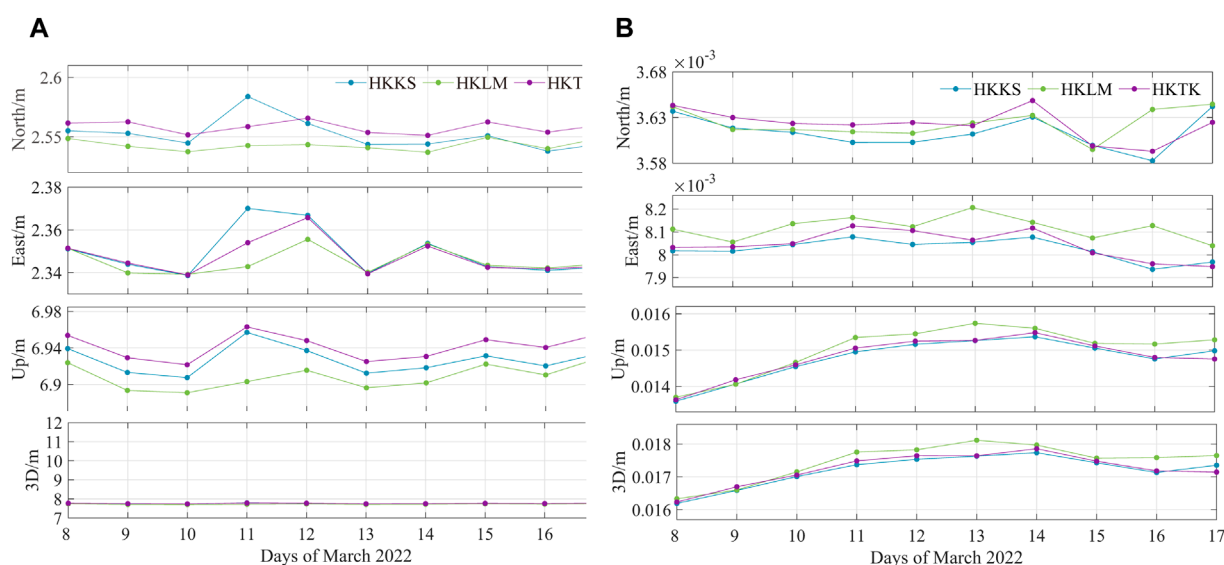 A
2.6
2.55
North/m
HKKS HKLM HKT
2.38
2.36
2.34
East/m
6.98
6.94
6.9
Up/m
12
11
10
9
8
7
3D/m
8 9 10 11 12 13 14 15 16
Days of March 2022
B
×10⁻³
3.68
3.63
3.58
North/m
HKKS HKLM HKTK
×10⁻³
8.2
8.1
8.0
7.9
East/m
0.016
0.015
0.014
Up/m
0.018
0.017
0.016
3D/m
8 9 10 11 12 13 14 15 16 17
Days of March 2022